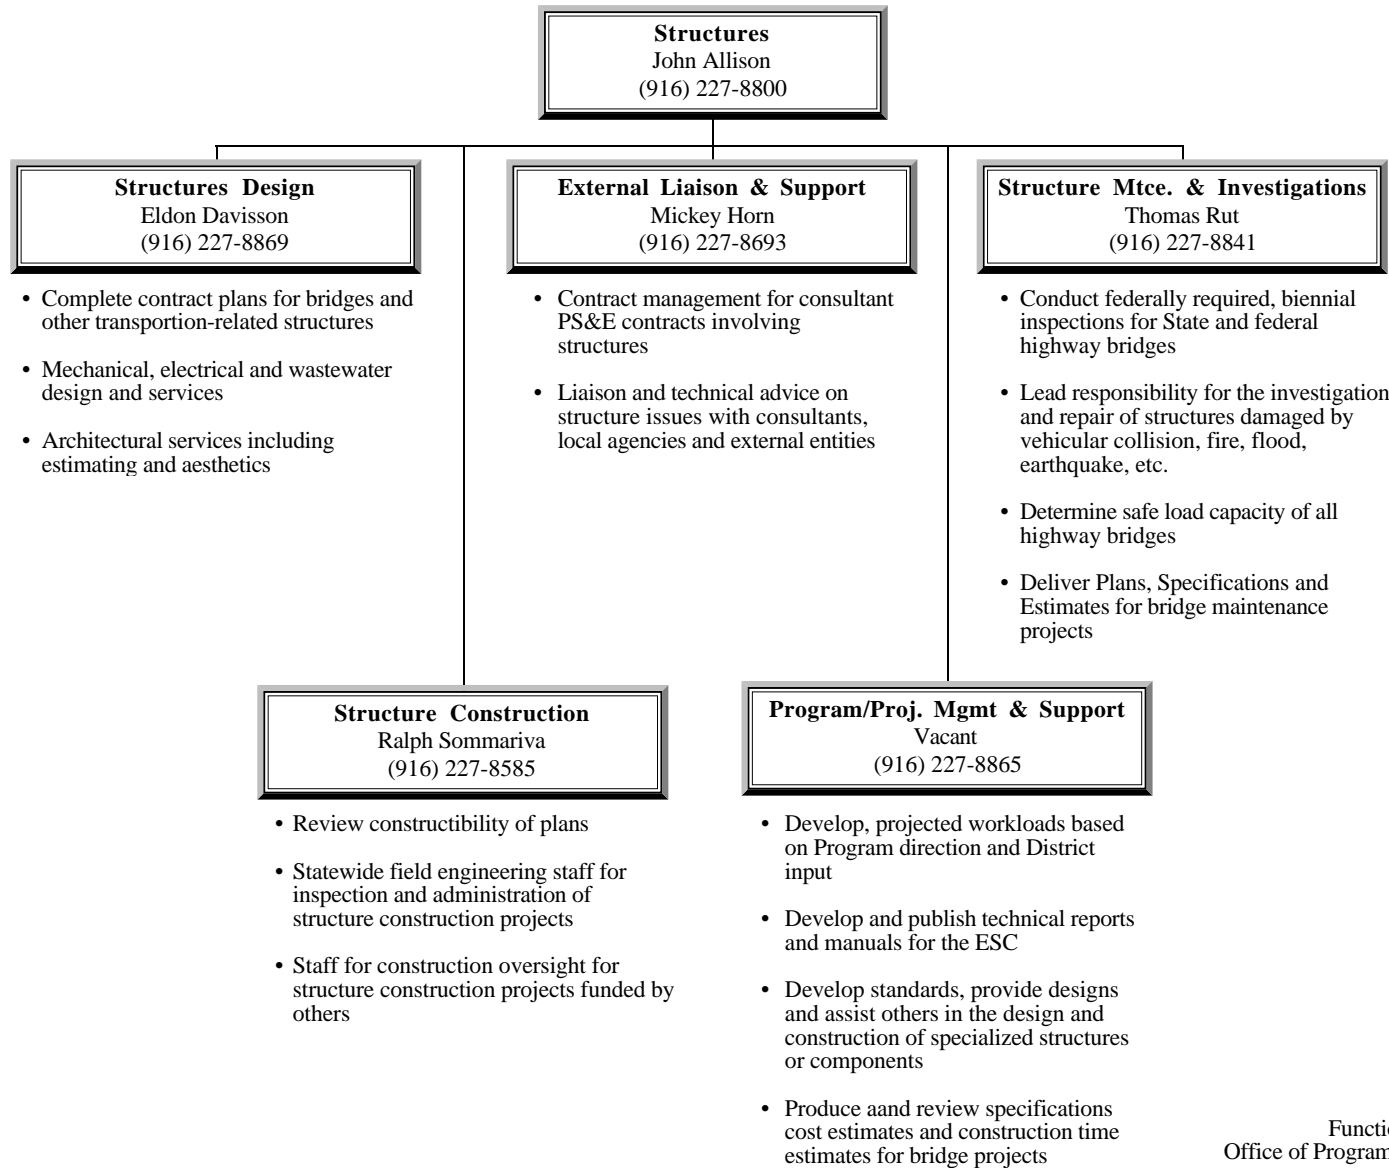 Structures
John Allison
(916) 227-8800
Structures Design
Eldon Davisson
(916) 227-8869
• Complete contract plans for bridges and
other transportion-related structures
• Mechanical, electrical and wastewater
design and services
• Architectural services including
estimating and aesthetics
External Liaison & Support
Mickey Horn
(916) 227-8693
• Contract management for consultant
PS&E contracts involving
structures
• Liaison and technical advice on
structure issues with consultants,
local agencies and external entities
Structure Mtce. & Investigations
Thomas Rut
(916) 227-8841
• Conduct federally required, biennial
inspections for State and federal
highway bridges
• Lead responsibility for the investigation
and repair of structures damaged by
vehicular collision, fire, flood,
earthquake, etc.
• Determine safe load capacity of all
highway bridges
• Deliver Plans, Specifications and
Estimates for bridge maintenance
projects
Structure Construction
Ralph Sommariva
(916) 227-8585
• Review constructibility of plans
• Statewide field engineering staff for
inspection and administration of
structure construction projects
• Staff for construction oversight for
structure construction projects funded by
others
Program/Proj. Mgmt & Support
Vacant
(916) 227-8865
• Develop, projected workloads based
on Program direction and District
input
• Develop and publish technical reports
and manuals for the ESC
• Develop standards, provide designs
and assist others in the design and
construction of specialized structures
or components
• Produce aand review specifications
cost estimates and construction time
estimates for bridge projects
Functio
Office of Program